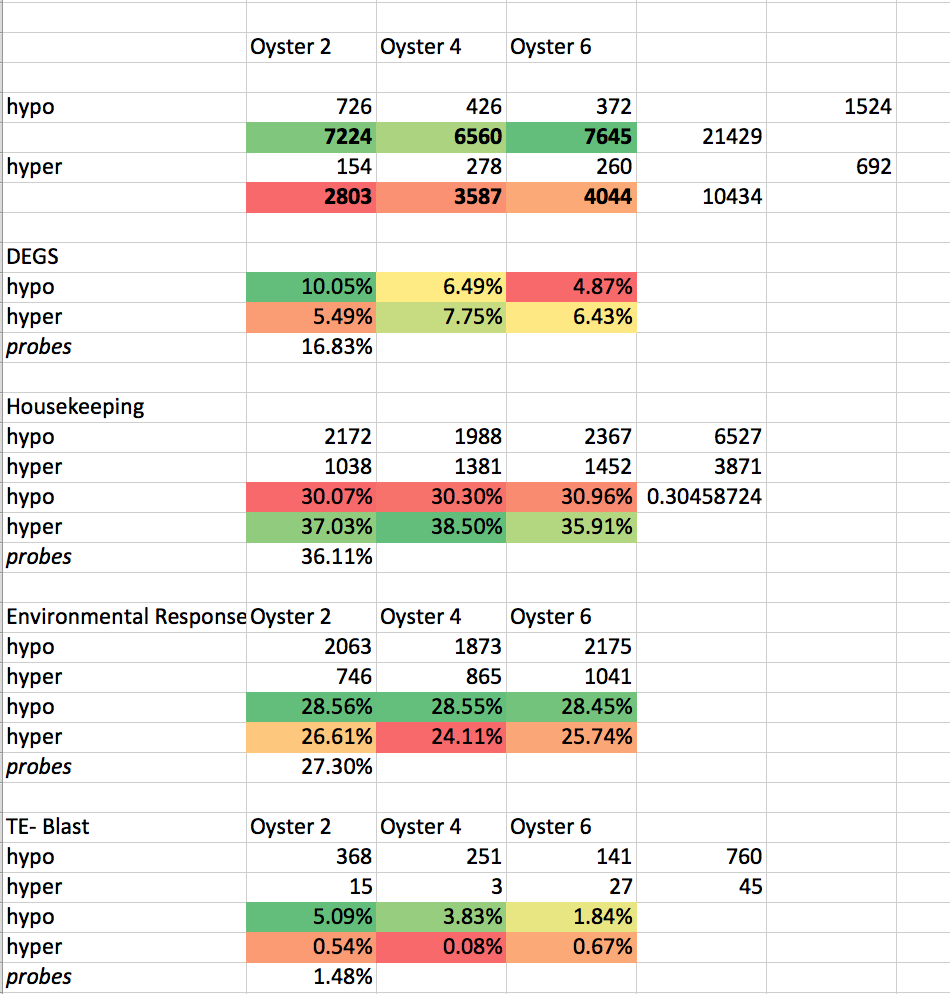 Oyster 2 Oyster 4 Oyster 6
hypo 726 426 372 1524
7224 6560 7645 21429
hyper 154 278 260 692
2803 3587 4044 10434
DEGS
hypo 10.05% 6.49% 4.87%
hyper 5.49% 7.75% 6.43%
probes 16.83%
Housekeeping
hypo 2172 1988 2367 6527
hyper 1038 1381 1452 3871
hypo 30.07% 30.30% 30.96% 0.30458724
hyper 37.03% 38.50% 35.91%
probes 36.11%
Environmental Response Oyster 2 Oyster 4 Oyster 6
hypo 2063 1873 2175
hyper 746 865 1041
hypo 28.56% 28.55% 28.45%
hyper 26.61% 24.11% 25.74%
probes 27.30%
TE- Blast Oyster 2 Oyster 4 Oyster 6
hypo 368 251 141 760
hyper 15 3 27 45
hypo 5.09% 3.83% 1.84%
hyper 0.54% 0.08% 0.67%
probes 1.48%